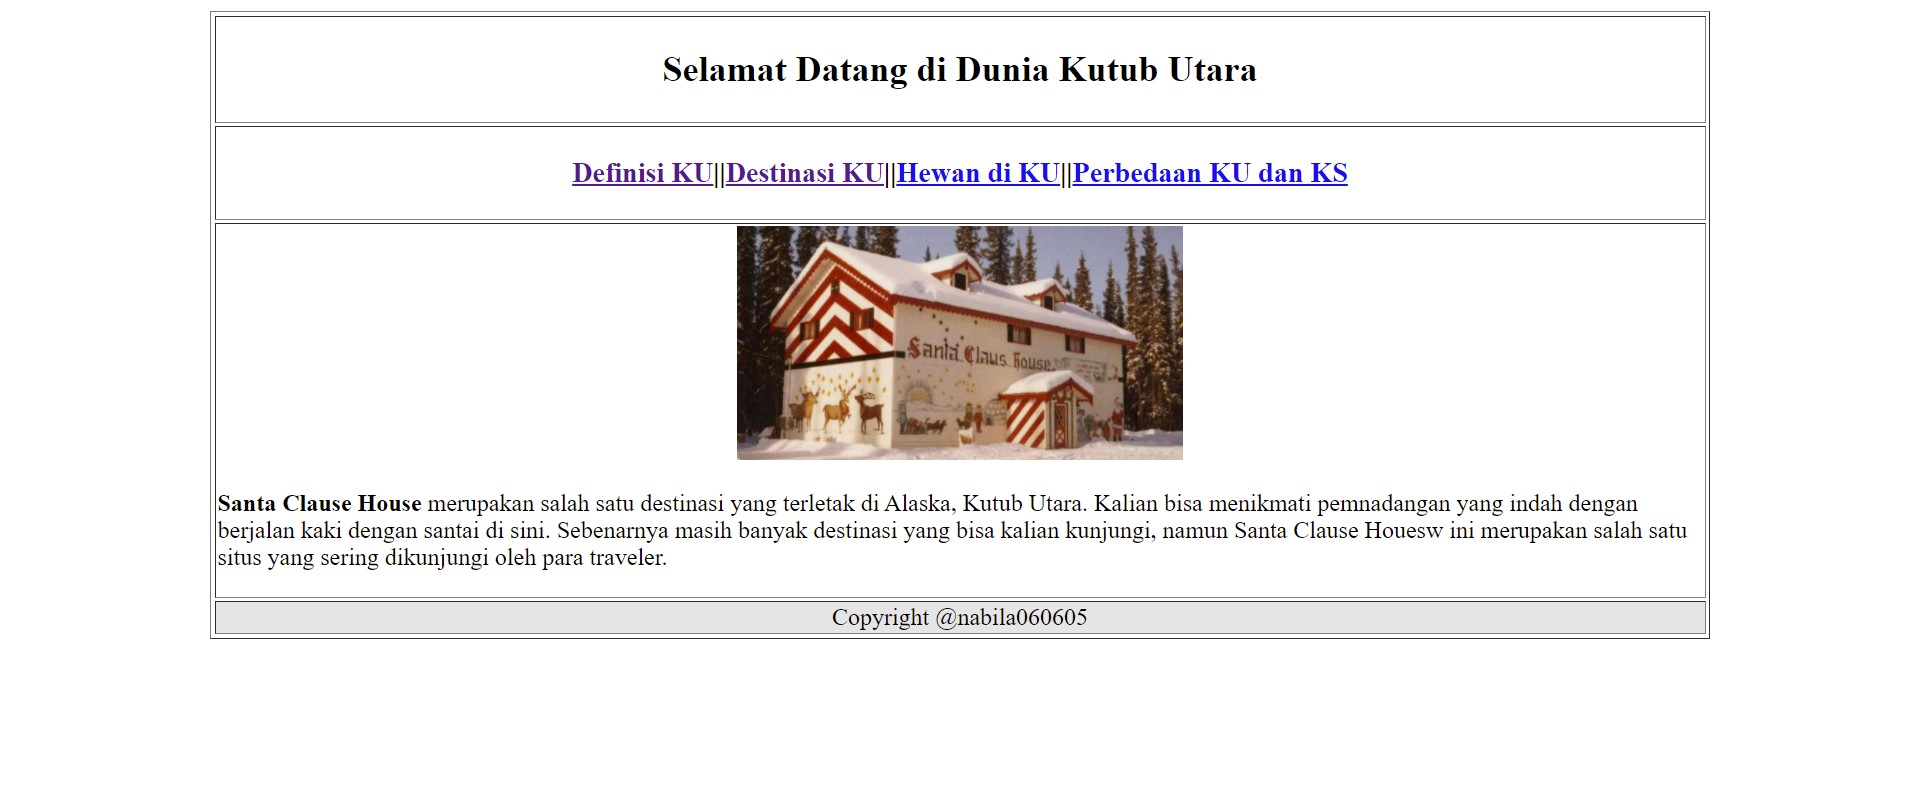 Selamat Datang di Dunia Kutub Utara
Definisi KU||Destinasi KU||Hewan di KU||Perbedaan KU dan KS
Santa Claus House
Santa Clause House merupakan salah satu destinasi yang terletak di Alaska, Kutub Utara. Kalian bisa menikmati pemnadangan yang indah dengan
berjalan kaki dengan santai di sini. Sebenarnya masih banyak destinasi yang bisa kalian kunjungi, namun Santa Clause Houesw ini merupakan salah satu
situs yang sering dikunjungi oleh para traveler.
Copyright @nabila060605